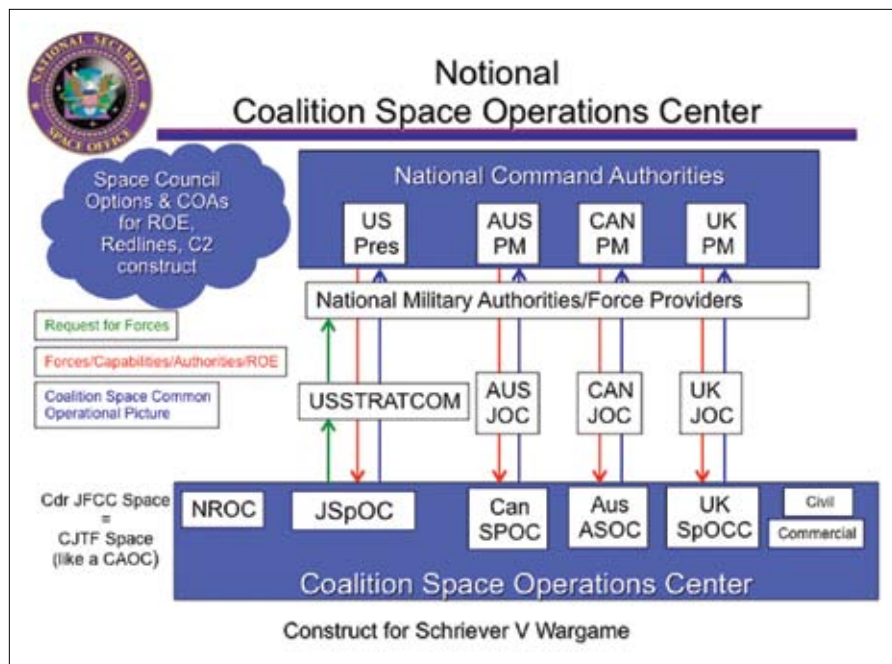 NATIONAL SECURITY
SPACE OFFICE
Notional
Coalition Space Operations Center
Space Council
Options & COAs
for ROE,
Redlines, C2
construct
National Command Authorities
US
Pres
AUS
PM
CAN
PM
UK
PM
National Military Authorities/Force Providers
Request for Forces
Forces/Capabilities/Authorities/ROE
Coalition Space Common
Operational Picture
USSTRATCOM
AUS
JOC
CAN
JOC
UK
JOC
Cdr JFCC Space
=
CJTF Space
(like a CAOC)
NROC
JSpOC
Can
SPOC
Aus
ASOC
UK
SpOCC
Civil
Commercial
Coalition Space Operations Center
Construct for Schriever V Wargame